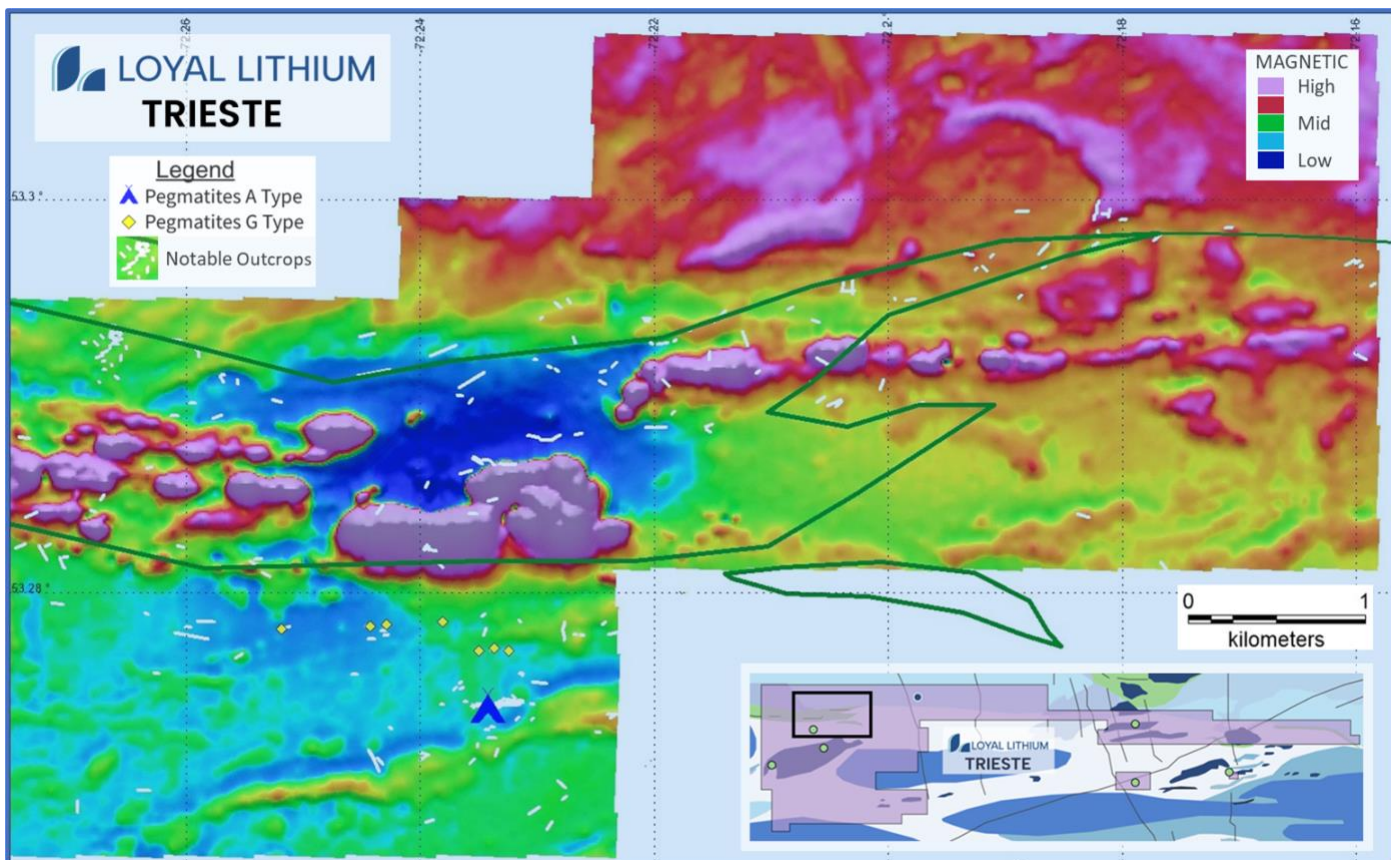 -72.26
-72.24
-72.22
-72.2
-72.18
-72.16
LOYAL LITHIUM
TRIESTE
MAGNETIC
High
Mid
Low
Legend
Pegmatites A Type
Pegmatites G Type
Notable Outcrops
53.3 °
53.28 °
0 1
kilometers
LOYAL LITHIUM
TRIESTE